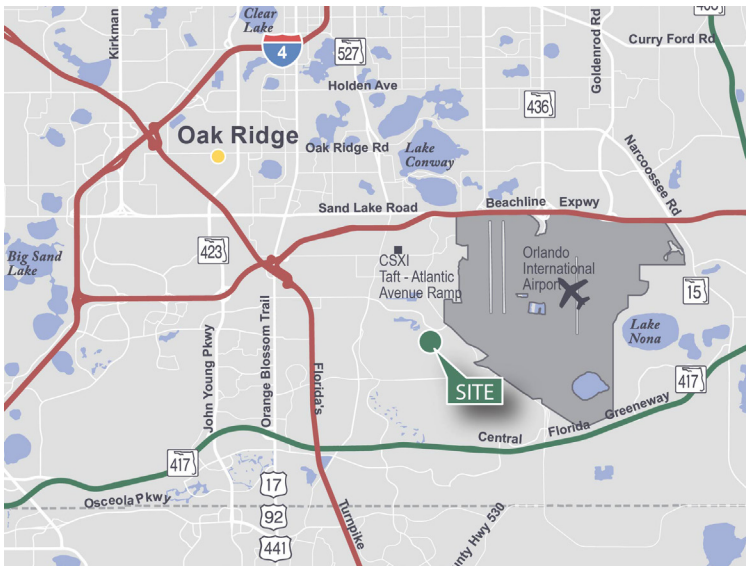 Clear
Lake
Kirkman
4
527
Goldenrod Rd
Curry Ford Rd
Holden Ave
436
Oak Ridge
Oak Ridge Rd
Lake
Conway
Narcoossee Rd
Sand Lake Road
Beachline Expwy
423
Big Sand
Lake
CSXI
Taft - Atlantic
Avenue Ramp
Orlando
International
Airport
15
Lake
Nona
John Young Pkwy
Orange Blossom Trail
Florida's
SITE
417
Central Florida Greeneway
417
Osceola Pkwy
17
92
441
Turnpike
unty Hwy 530